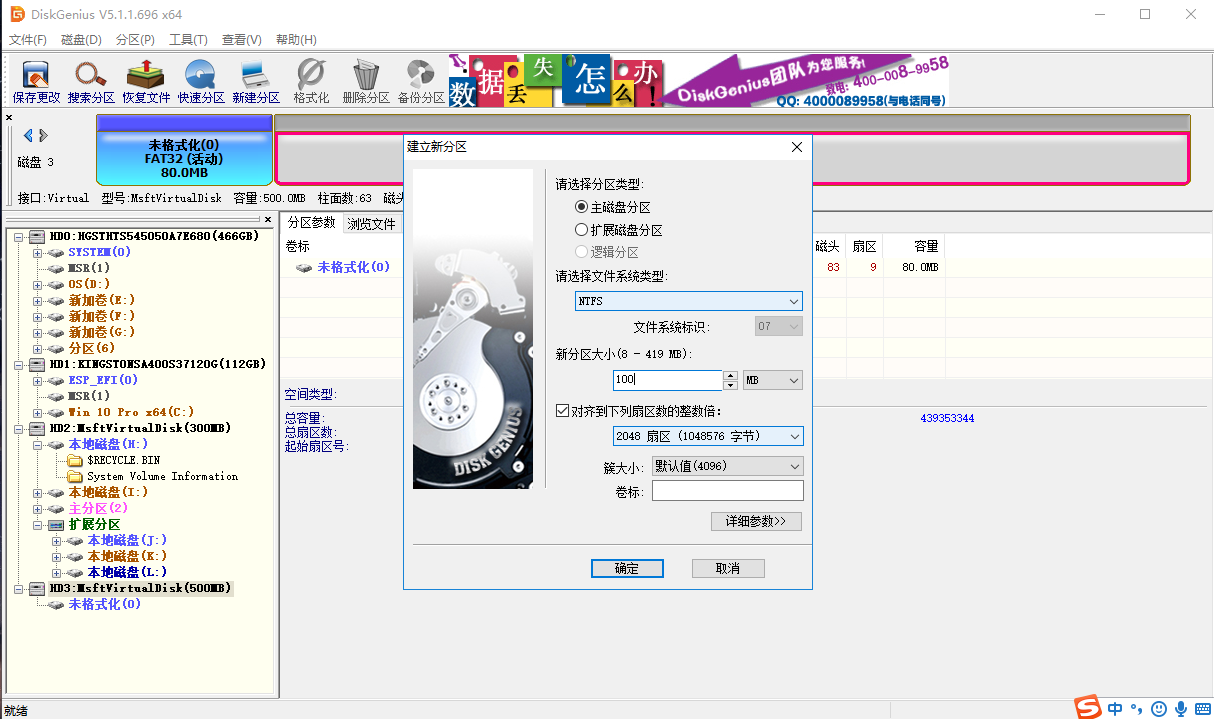 DiskGenius V5.1.1.696 x64
文件(F) 磁盘(D) 分区(P) 工具(T) 查看(V) 帮助(H)
保存更改 搜索分区 恢复文件 快速分区 新建分区 格式化 删除分区 备份分区
数据丢失怎么办!
DiskGenius团队为您服务!
致电: 400-008-9958
QQ: 4000089958(与电话同号)
磁盘 3
未格式化(0)
FAT32 (活动)
80.0MB
接口:Virtual 型号:MsftVirtualDisk 容量:500.0MB 柱面数:63 磁头
HD0:HGSTHTS545050A7E680(466GB)
SYSTEM(0)
MSR(1)
OS(D:)
新加卷(E:)
新加卷(F:)
新加卷(G:)
分区(6)
HD1:KINGSTONSA400S37120G(112GB)
ESP_EFI(0)
MSR(1)
Win 10 Pro x64(C:)
HD2:MsftVirtualDisk(300MB)
本地磁盘(H:)
$RECYCLE.BIN
System Volume Information
本地磁盘(I:)
主分区(2)
扩展分区
本地磁盘(J:)
本地磁盘(K:)
本地磁盘(L:)
HD3:MsftVirtualDisk(500MB)
未格式化(0)
分区参数 浏览文件
卷标 磁头 扇区 容量
未格式化(0) 83 9 80.0MB
空间类型:
总容量: 439353344
总扇区数:
起始扇区号:
建立新分区
DISK GENIUS
请选择分区类型:
主磁盘分区
扩展磁盘分区
逻辑分区
请选择文件系统类型:
NTFS
文件系统标识: 07
新分区大小(8 - 419 MB):
100 MB
对齐到下列扇区数的整数倍:
2048 扇区 (1048576 字节)
簇大小: 默认值(4096)
卷标:
详细参数>>
确定 取消
就绪
中